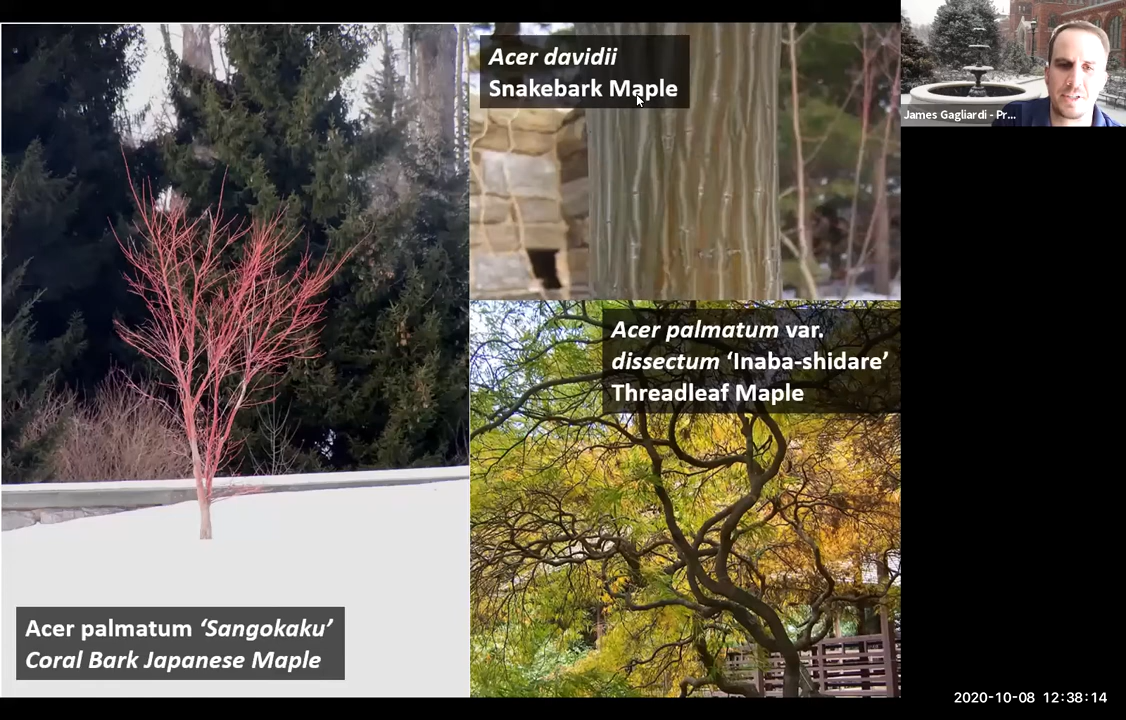 Acer davidii
Snakebark Maple
James Gagliardi - Pr...
Acer palmatum var.
dissectum ‘Inaba-shidare’
Threadleaf Maple
Acer palmatum ‘Sangokaku’
Coral Bark Japanese Maple
2020-10-08 12:38:14